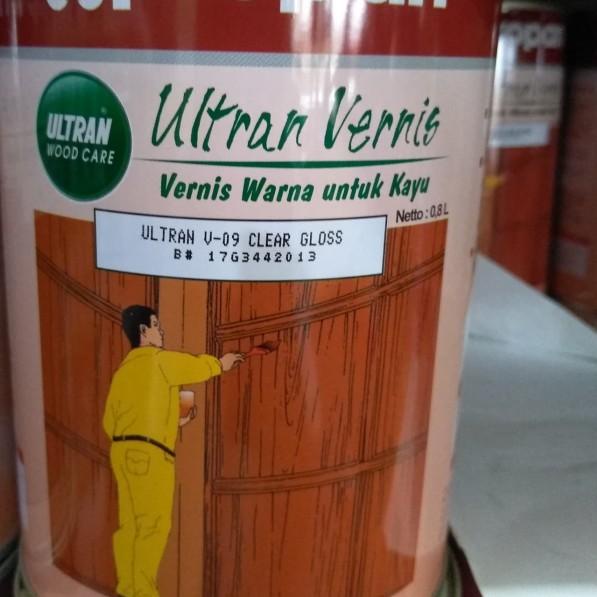 ULTRAN
WOOD CARE
Ultran Vernis
Vernis Warna untuk Kayu
Netto : 0,8 L
ULTRAN V-09 CLEAR GLOSS
B# 17G3442013